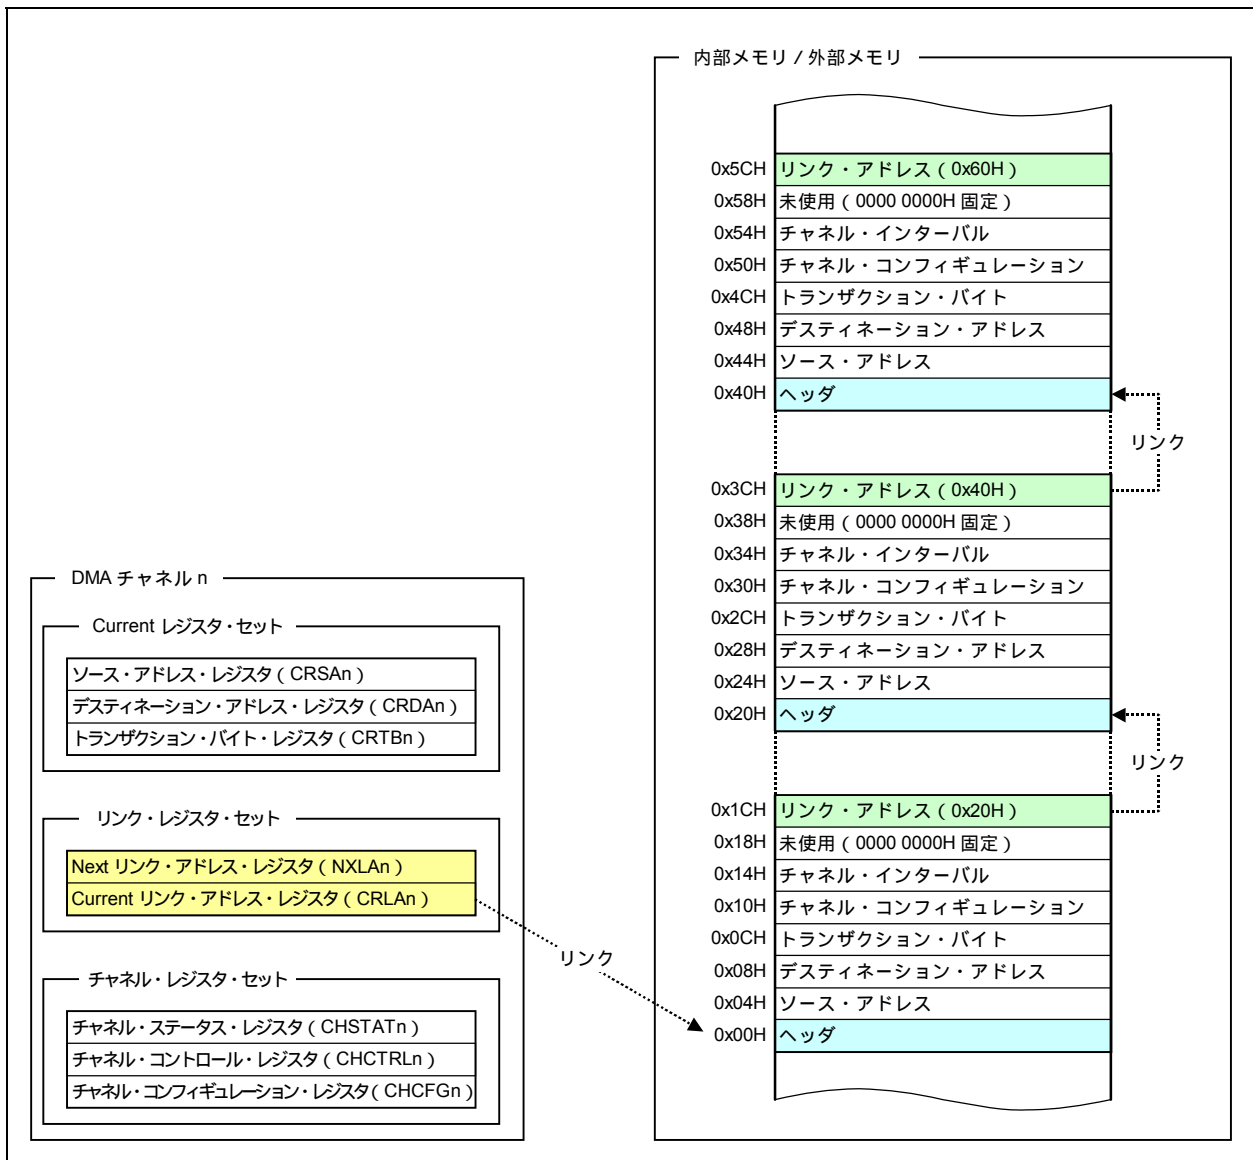 内部メモリ / 外部メモリ
0x5CH リンク・アドレス ( 0x60H )
0x58H 未使用 ( 0000 0000H 固定 )
0x54H チャネル・インターバル
0x50H チャネル・コンフィギュレーション
0x4CH トランザクション・バイト
0x48H デスティネーション・アドレス
0x44H ソース・アドレス
0x40H ヘッダ
リンク
0x3CH リンク・アドレス ( 0x40H )
0x38H 未使用 ( 0000 0000H 固定 )
0x34H チャネル・インターバル
0x30H チャネル・コンフィギュレーション
0x2CH トランザクション・バイト
0x28H デスティネーション・アドレス
0x24H ソース・アドレス
0x20H ヘッダ
リンク
0x1CH リンク・アドレス ( 0x20H )
0x18H 未使用 ( 0000 0000H 固定 )
0x14H チャネル・インターバル
0x10H チャネル・コンフィギュレーション
0x0CH トランザクション・バイト
0x08H デスティネーション・アドレス
0x04H ソース・アドレス
0x00H ヘッダ
DMA チャネル n
Current レジスタ・セット
ソース・アドレス・レジスタ ( CRSAn )
デスティネーション・アドレス・レジスタ ( CRDAn )
トランザクション・バイト・レジスタ ( CRTBn )
リンク・レジスタ・セット
Next リンク・アドレス・レジスタ ( NXLAn )
Current リンク・アドレス・レジスタ ( CRLAn )
リンク
チャネル・レジスタ・セット
チャネル・ステータス・レジスタ ( CHSTATn )
チャネル・コントロール・レジスタ ( CHCTRLn )
チャネル・コンフィギュレーション・レジスタ ( CHCFGn )